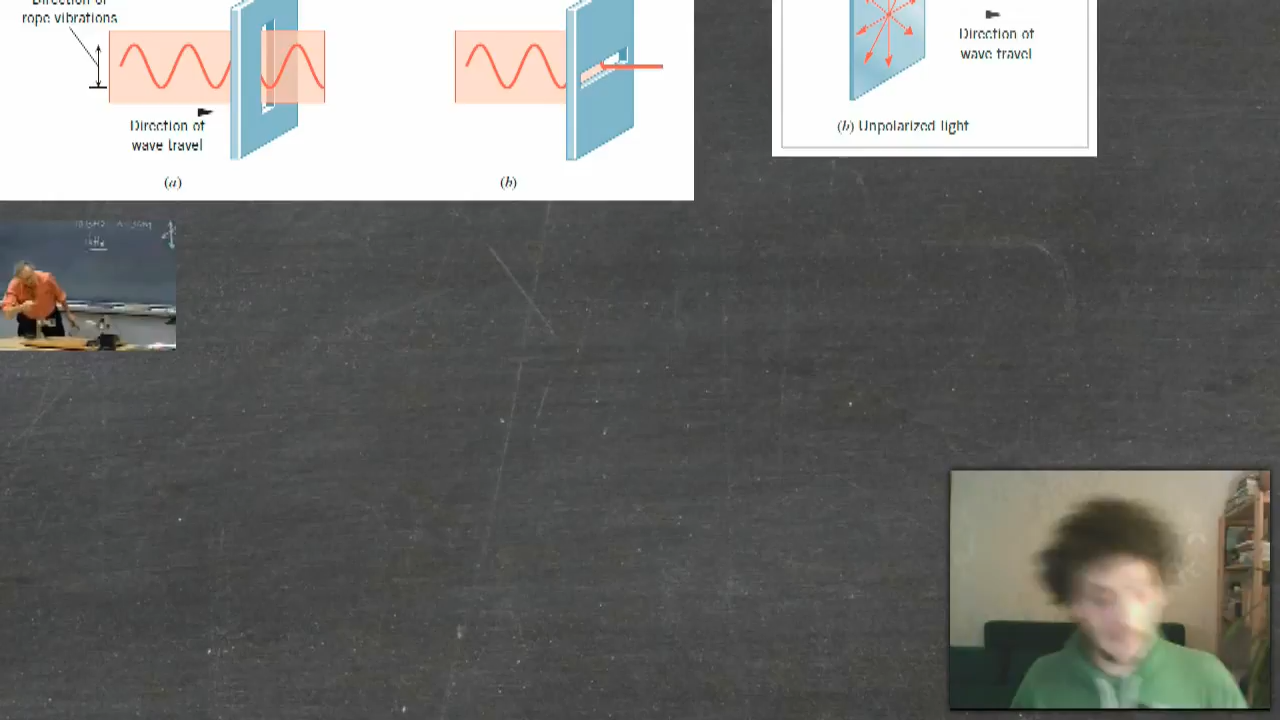 Direction of
rope vibrations
Direction of
wave travel
(a)
(b)
Direction of
wave travel
(b) Unpolarized light